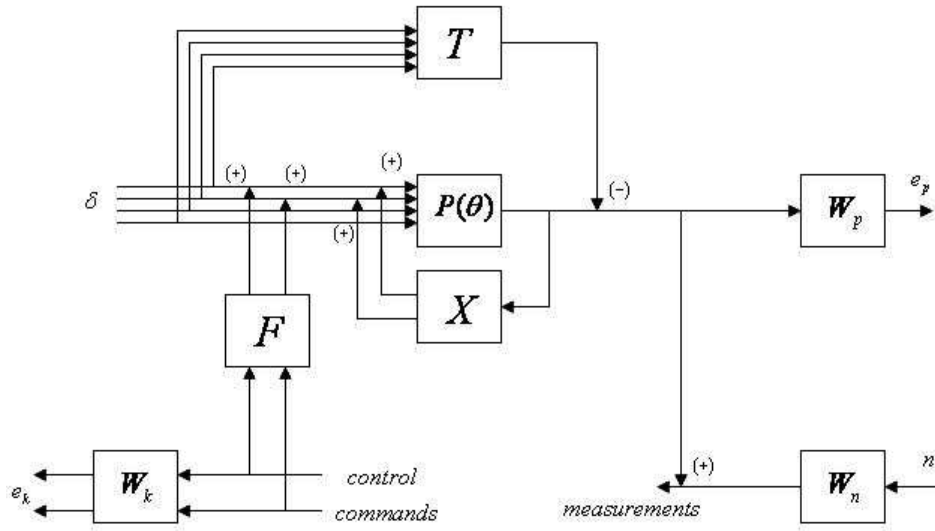 T
(+)
(+)
(+)
δ
P(θ)
(−)
W_p
e_p
(+)
X
F
(+)
control
W_k
e_k
commands
W_n
n
measurements